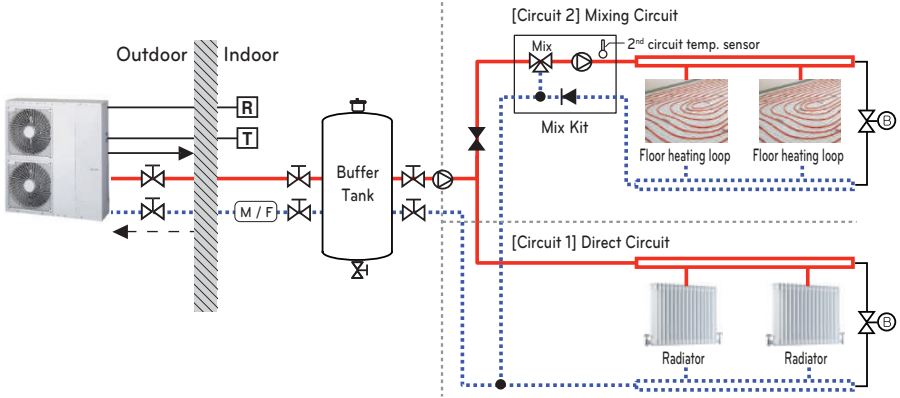 [Circuit 2] Mixing Circuit
Outdoor
Indoor
Mix
2nd circuit temp. sensor
R
T
Mix Kit
Floor heating loop
Floor heating loop
B
Buffer
Tank
M / F
[Circuit 1] Direct Circuit
Radiator
Radiator
B